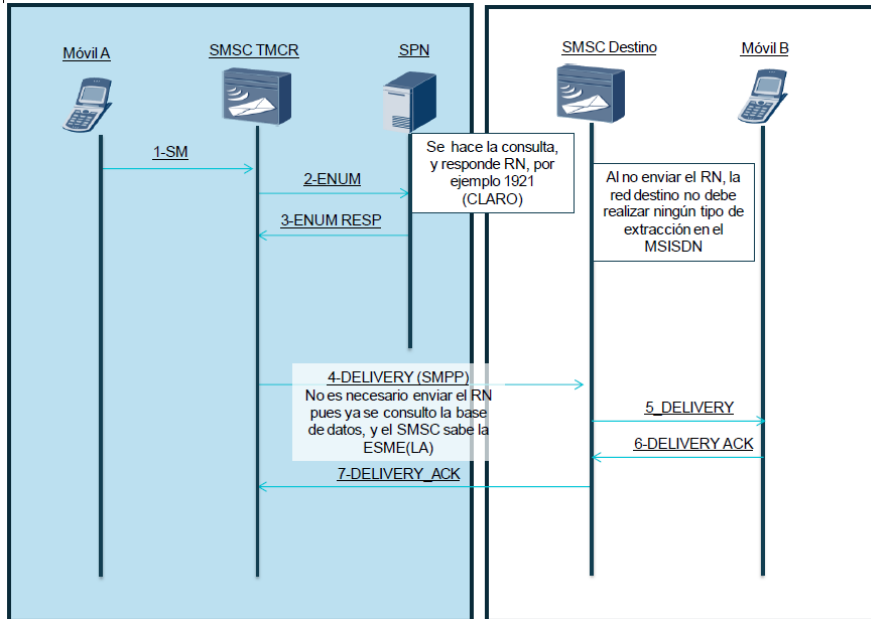 Móvil A
SMSC TMCR
SPN
SMSC Destino
Móvil B
1-SM
2-ENUM
3-ENUM RESP
Se hace la consulta,
y responde RN, por
ejemplo 1921
(CLARO)
Al no enviar el RN, la
red destino no debe
realizar ningún tipo de
extracción en el
MSISDN
4-DELIVERY (SMPP)
No es necesario enviar el RN
pues ya se consulto la base
de datos, y el SMSC sabe la
ESME(LA)
5_DELIVERY
6-DELIVERY ACK
7-DELIVERY_ACK